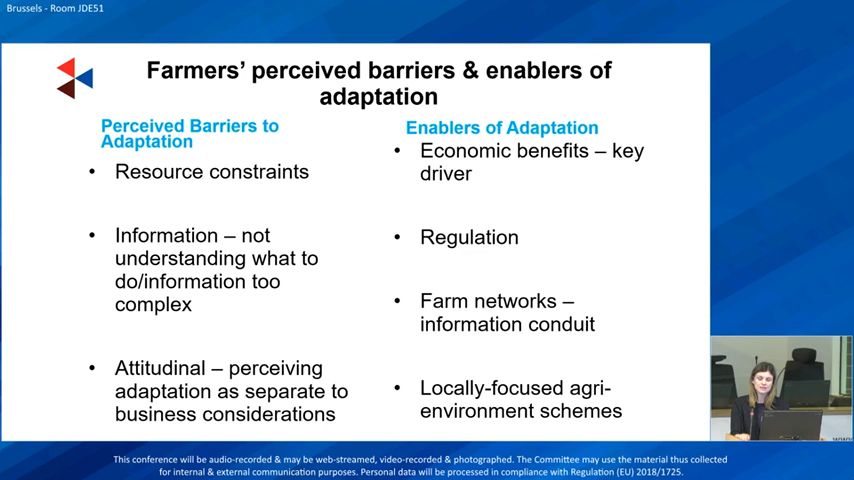 Brussels - Room JDE51
Farmers' perceived barriers & enablers of
adaptation
Perceived Barriers to
Adaptation
• Resource constraints
• Information – not
understanding what to
do/information too
complex
• Attitudinal – perceiving
adaptation as separate to
business considerations
Enablers of Adaptation
• Economic benefits – key
driver
• Regulation
• Farm networks –
information conduit
• Locally-focused agri-
environment schemes
This conference will be audio-recorded & may be web-streamed, video-recorded & photographed. The Committee may use the material thus collected
for internal & external communication purposes. Personal data will be processed in compliance with Regulation (EU) 2018/1725.